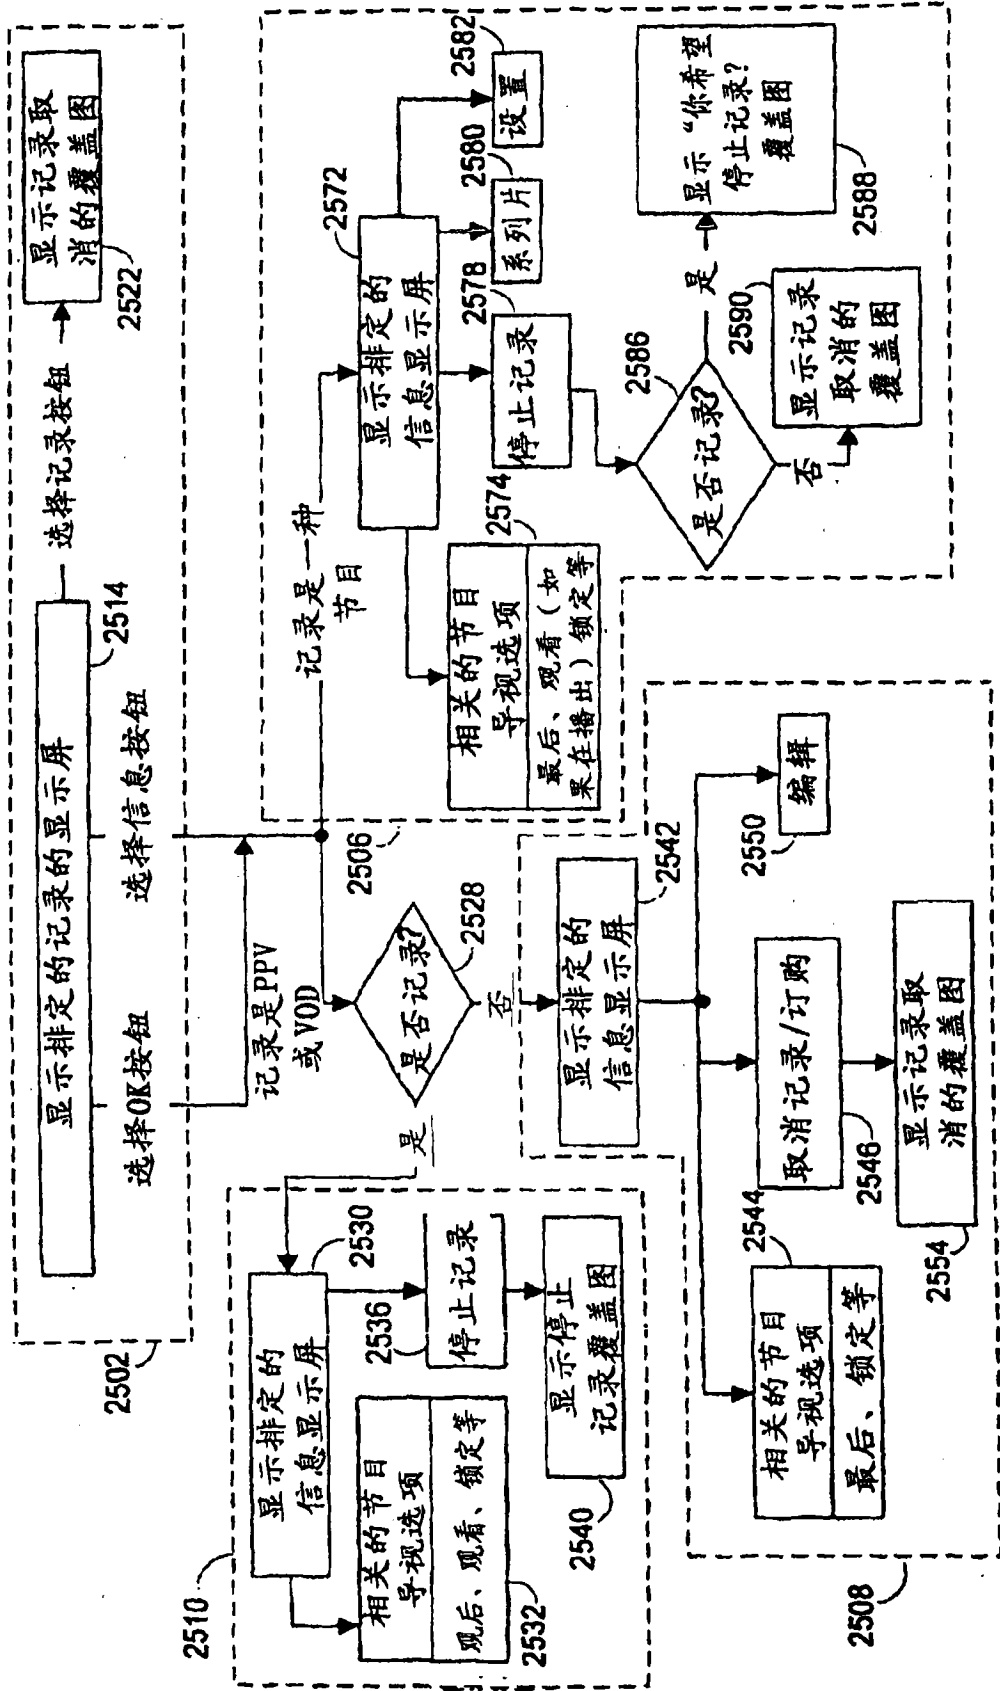 显示排定的记录的显示屏
2514
选择记录按钮
显示记录取
消的覆盖图
2522
2502
选择OK按钮
选择信息按钮
记录是PPV
或VOD
记录是一种
节目
2506
是否记录?
2528
是
否
2510
显示排定的
信息显示屏
2530
相关的节目
导视选项
观后、观看、锁定等
2532
2536
停止记录
显示停止
记录覆盖图
2540
显示排定的
信息显示屏
2542
2544
相关的节目
导视选项
最后、锁定等
取消记录/订购
2546
编辑
2550
显示记录取
消的覆盖图
2554
2508
显示排定的
信息显示屏
2572
相关的节目
导视选项
最后、观看(如
果在播出)锁定等
2574
停止记录
2578
系列片
2580
设置
2582
是否记录?
2586
是
否
显示“你希望
停止记录?
覆盖图
2588
显示记录
取消的
覆盖图
2590